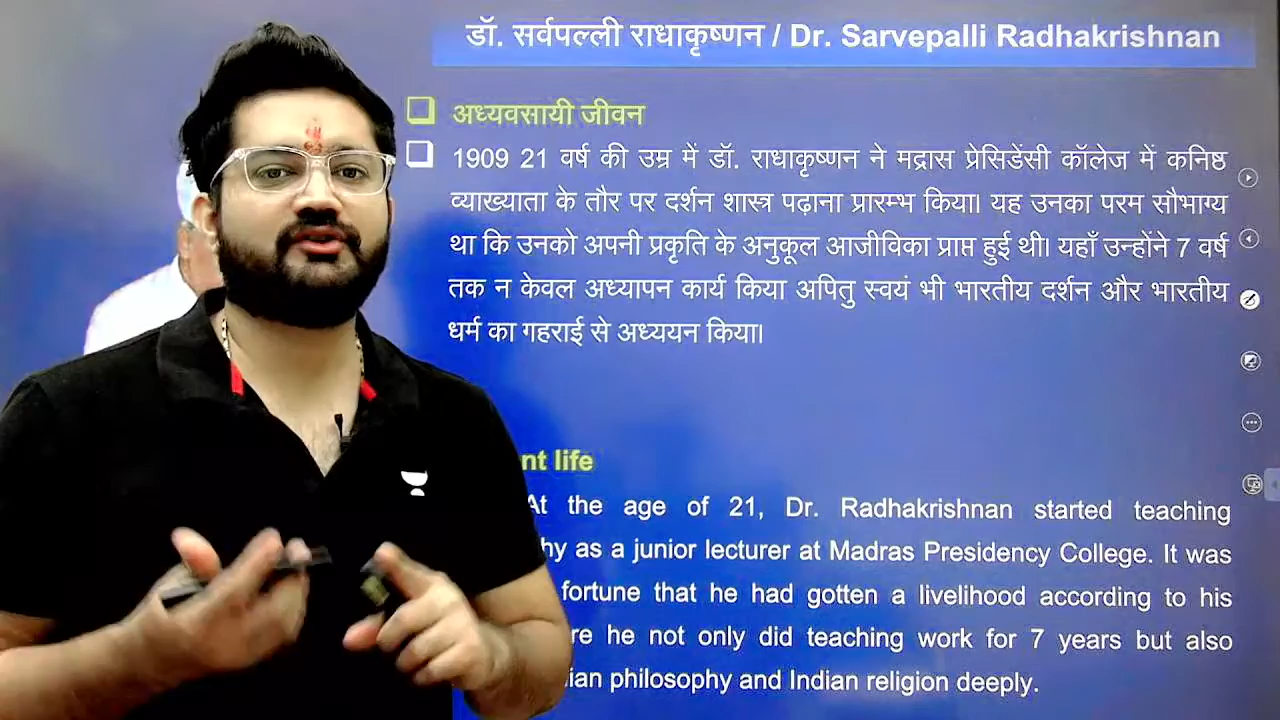 डॉ. सर्वपल्ली राधाकृष्णन / Dr. Sarvepalli Radhakrishnan
अध्यवसायी जीवन
1909 21 वर्ष की उम्र में डॉ. राधाकृष्णन ने मद्रास प्रेसिडेंसी कॉलेज में कनिष्ठ
व्याख्याता के तौर पर दर्शन शास्त्र पढ़ाना प्रारम्भ किया। यह उनका परम सौभाग्य
था कि उनको अपनी प्रकृति के अनुकूल आजीविका प्राप्त हुई थी। यहाँ उन्होंने 7 वर्ष
तक न केवल अध्यापन कार्य किया अपितु स्वयं भी भारतीय दर्शन और भारतीय
धर्म का गहराई से अध्ययन किया।
life
At the age of 21, Dr. Radhakrishnan started teaching
as a junior lecturer at Madras Presidency College. It was
fortune that he had gotten a livelihood according to his
he not only did teaching work for 7 years but also
philosophy and Indian religion deeply.